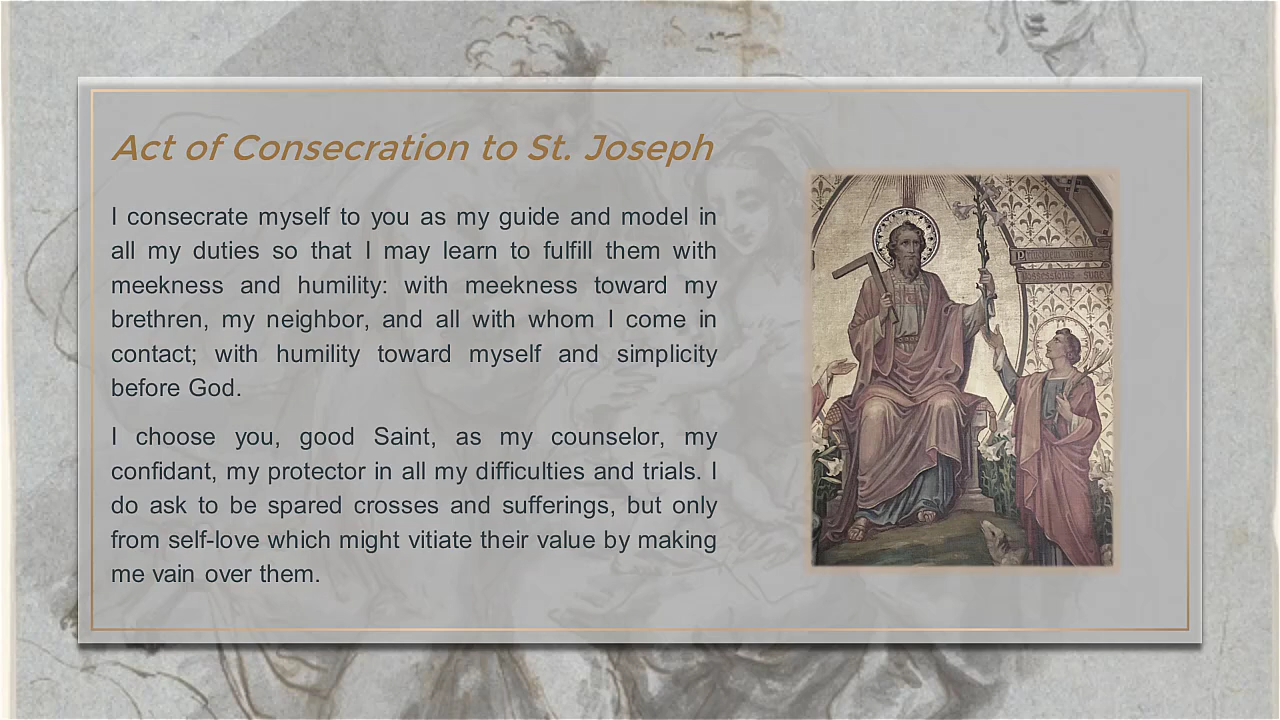 Act of Consecration to St. Joseph
I consecrate myself to you as my guide and model in
all my duties so that I may learn to fulfill them with
meekness and humility: with meekness toward my
brethren, my neighbor, and all with whom I come in
contact; with humility toward myself and simplicity
before God.
I choose you, good Saint, as my counselor, my
confidant, my protector in all my difficulties and trials. I
do ask to be spared crosses and sufferings, but only
from self-love which might vitiate their value by making
me vain over them.